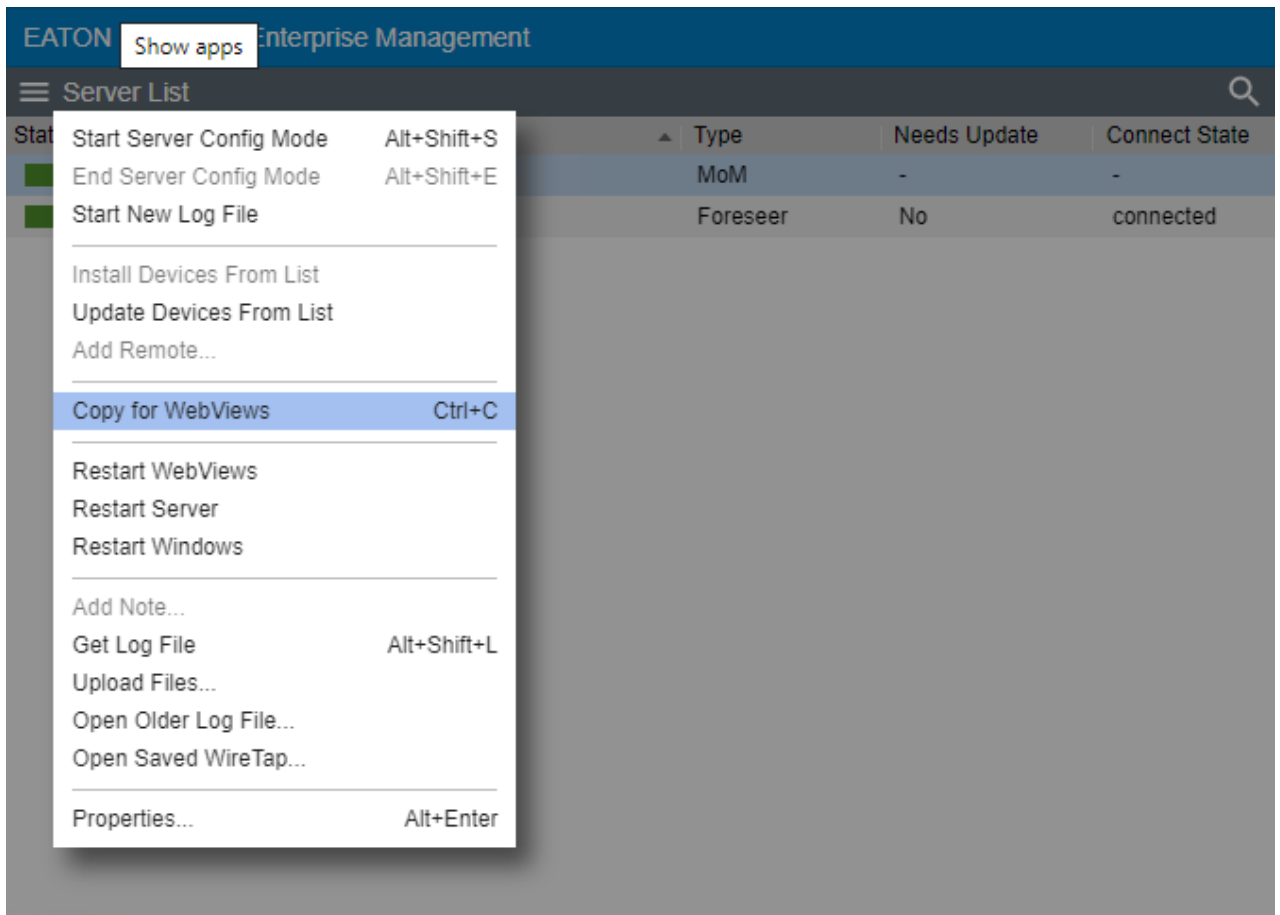 EATON Enterprise Management
Show apps
Server List
Stat Type Needs Update Connect State
MoM - -
Foreseer No connected
Start Server Config Mode Alt+Shift+S
End Server Config Mode Alt+Shift+E
Start New Log File
Install Devices From List
Update Devices From List
Add Remote...
Copy for WebViews Ctrl+C
Restart WebViews
Restart Server
Restart Windows
Add Note...
Get Log File Alt+Shift+L
Upload Files...
Open Older Log File...
Open Saved WireTap...
Properties... Alt+Enter